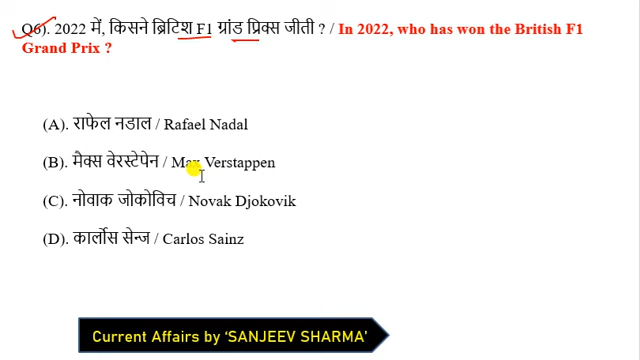 Q6). 2022 में, किसने ब्रिटिश F1 ग्रांड प्रिक्स जीती ? / In 2022, who has won the British F1
Grand Prix ?
(A). राफेल नडाल / Rafael Nadal
(B). मैक्स वेरस्टेपेन / Max Verstappen
(C). नोवाक जोकोविच / Novak Djokovik
(D). कार्लोस सेन्ज / Carlos Sainz
Current Affairs by ‘SANJEEV SHARMA’